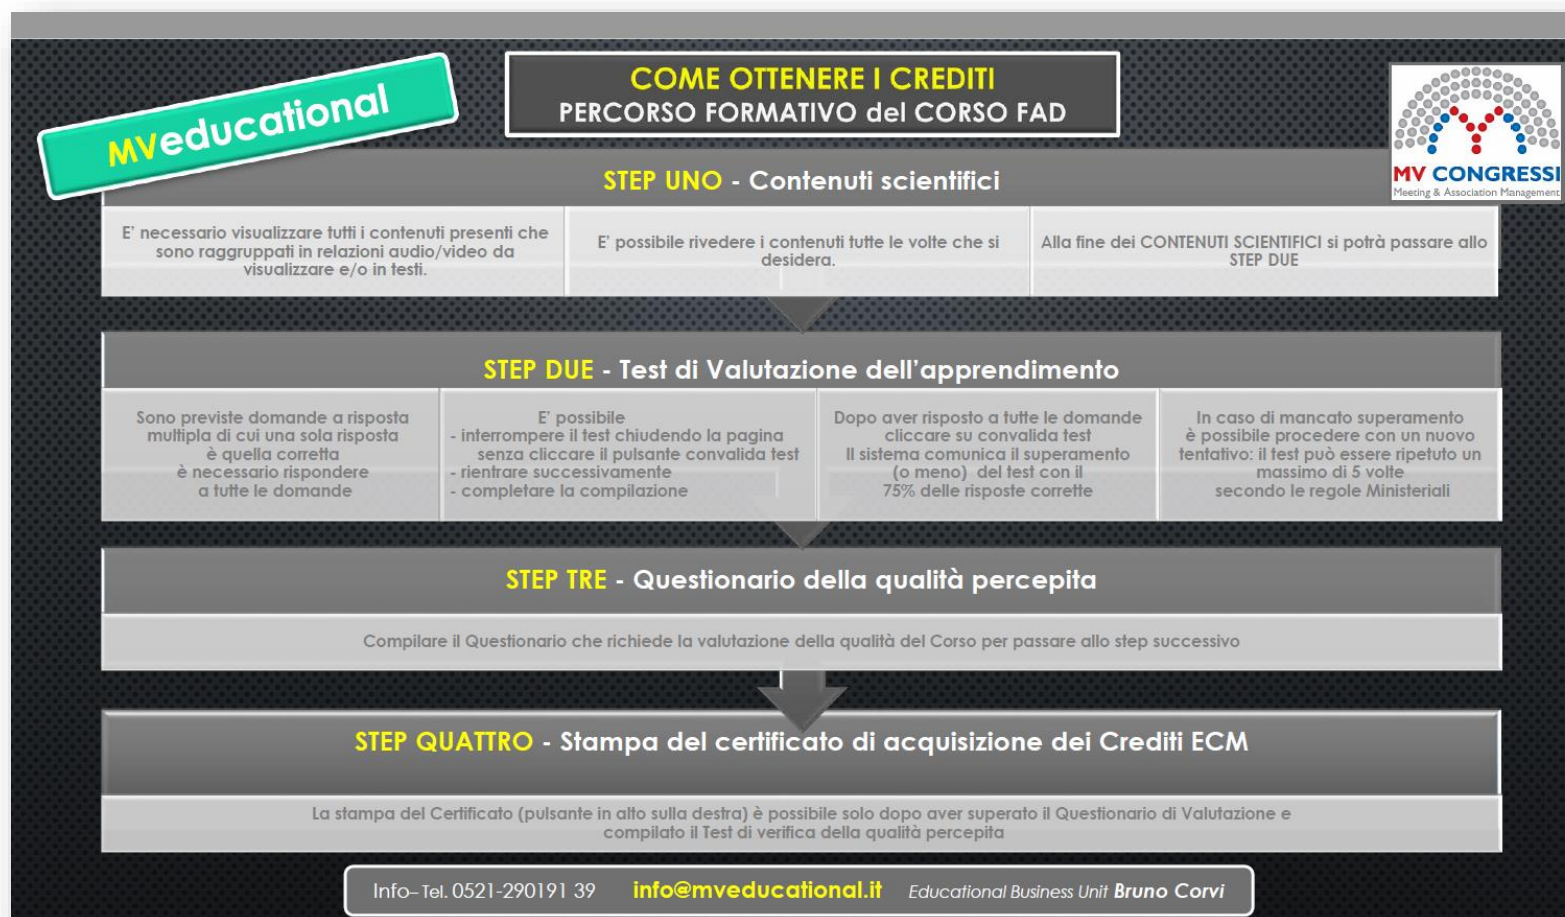 MVeducational
COME OTTENERE I CREDITI
PERCORSO FORMATIVO del CORSO FAD
MV CONGRESSI
Meeting & Association Management
STEP UNO - Contenuti scientifici
E' necessario visualizzare tutti i contenuti presenti che
sono raggruppati in relazioni audio/video da
visualizzare e/o in testi.
E' possibile rivedere i contenuti tutte le volte che si
desidera.
Alla fine dei CONTENUTI SCIENTIFICI si potrà passare allo
STEP DUE
STEP DUE - Test di Valutazione dell'apprendimento
Sono previste domande a risposta
multipla di cui una sola risposta
è quella corretta
è necessario rispondere
a tutte le domande
E' possibile
- interrompere il test chiudendo la pagina
senza cliccare il pulsante convalida test
- rientrare successivamente
- completare la compilazione
Dopo aver risposto a tutte le domande
cliccare su convalida test
Il sistema comunica il superamento
(o meno) del test con il
75% delle risposte corrette
In caso di mancato superamento
è possibile procedere con un nuovo
tentativo: il test può essere ripetuto un
massimo di 5 volte
secondo le regole Ministeriali
STEP TRE - Questionario della qualità percepita
Compilare il Questionario che richiede la valutazione della qualità del Corso per passare allo step successivo
STEP QUATTRO - Stampa del certificato di acquisizione dei Crediti ECM
La stampa del Certificato (pulsante in alto sulla destra) è possibile solo dopo aver superato il Questionario di Valutazione e
compilato il Test di verifica della qualità percepita
Info– Tel. 0521-290191 39 info@mveducational.it Educational Business Unit Bruno Corvi